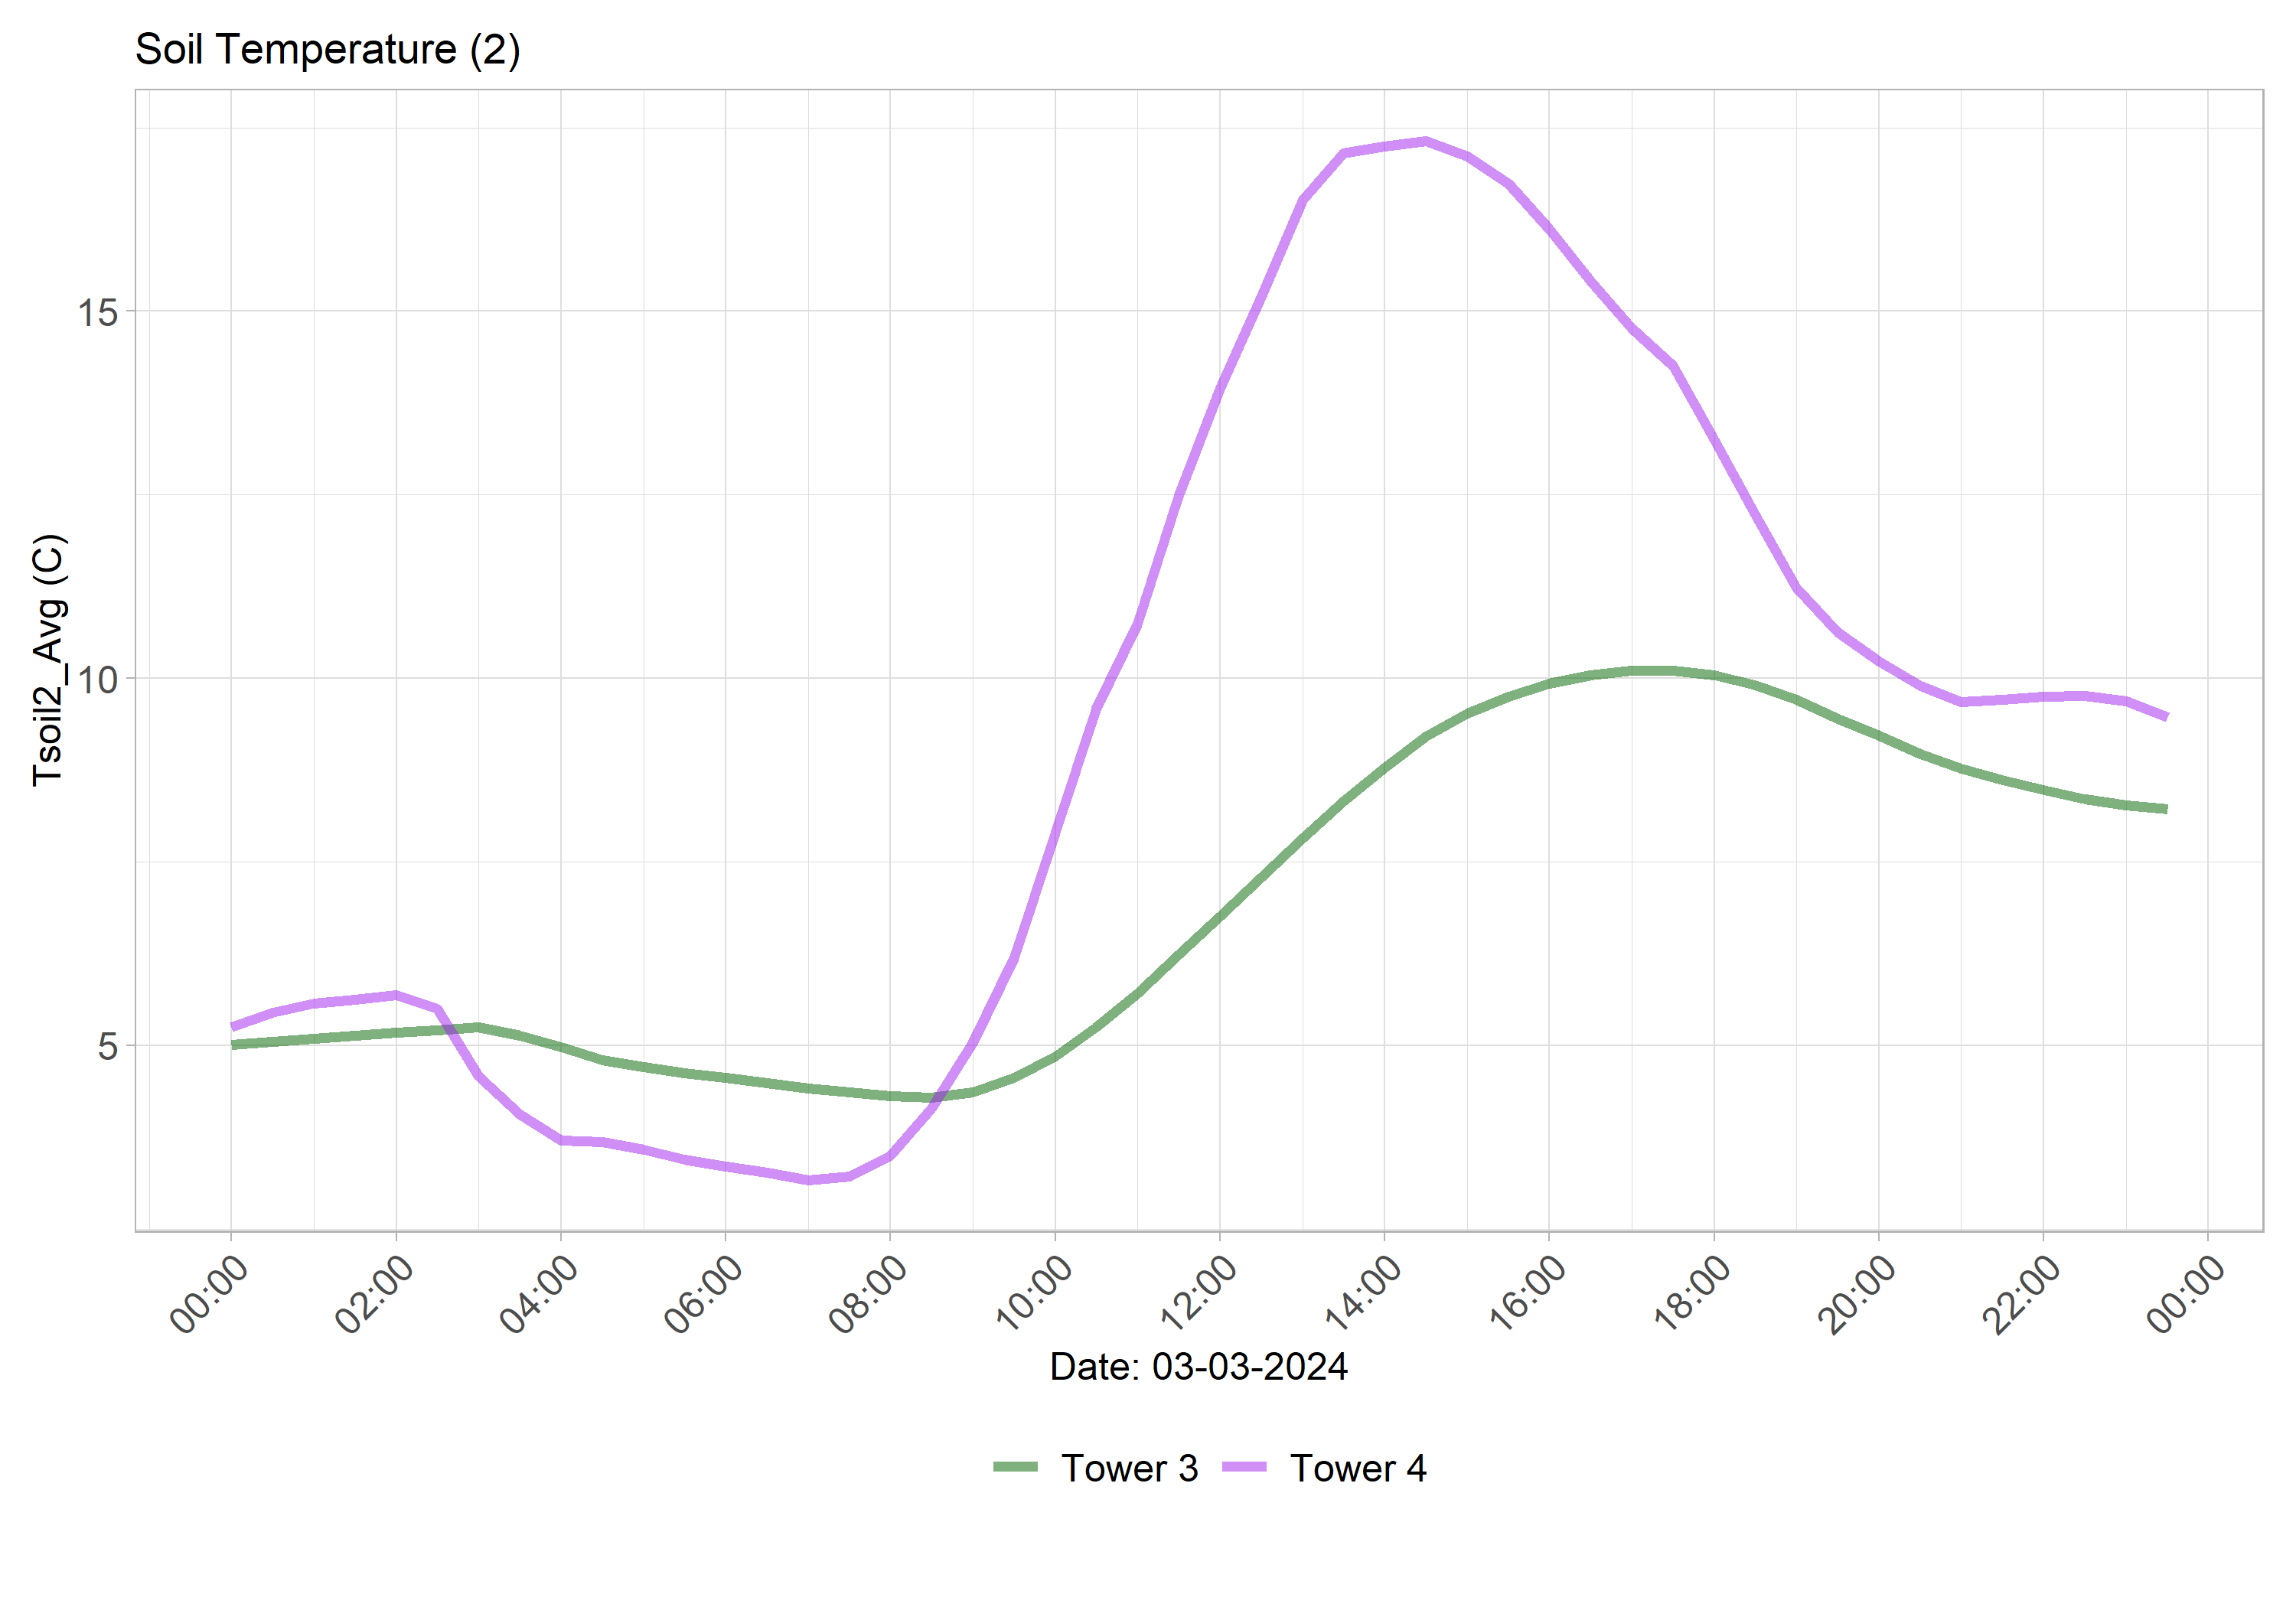 Soil Temperature (2)
Tsoil2_Avg (C)
15
10
5
00:00 02:00 04:00 06:00 08:00 10:00 12:00 14:00 16:00 18:00 20:00 22:00 00:00
Date: 03-03-2024
Tower 3 Tower 4